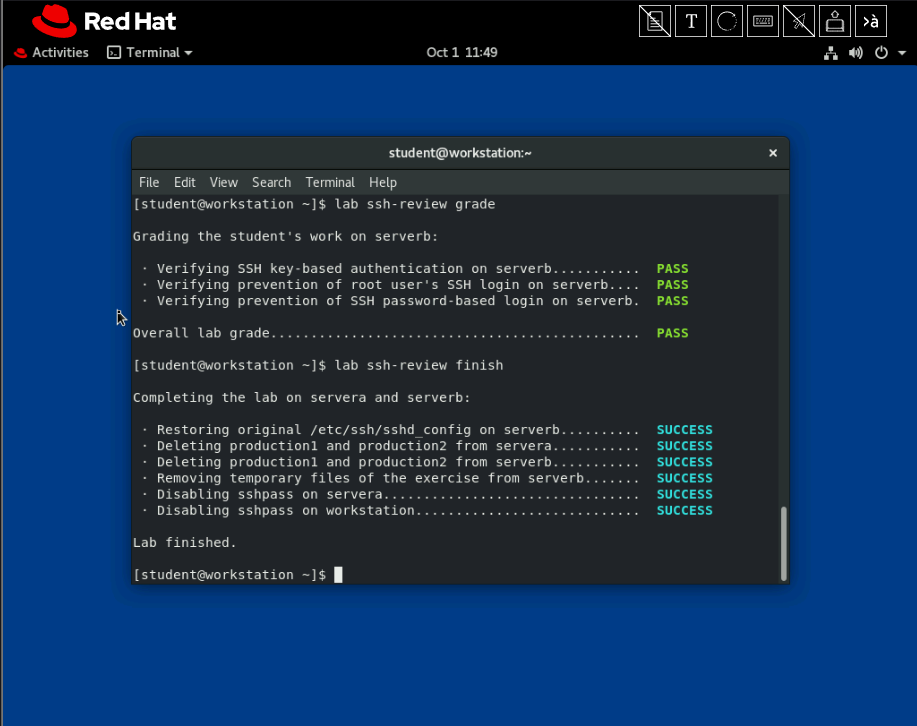 Red Hat
T
>à
Activities Terminal Oct 1 11:49
student@workstation:~ ×
File Edit View Search Terminal Help
[student@workstation ~]$ lab ssh-review grade
Grading the student's work on serverb:
· Verifying SSH key-based authentication on serverb........... PASS
· Verifying prevention of root user's SSH login on serverb.... PASS
· Verifying prevention of SSH password-based login on serverb. PASS
Overall lab grade.............................................. PASS
[student@workstation ~]$ lab ssh-review finish
Completing the lab on servera and serverb:
· Restoring original /etc/ssh/sshd_config on serverb.......... SUCCESS
· Deleting production1 and production2 from servera........... SUCCESS
· Deleting production1 and production2 from serverb........... SUCCESS
· Removing temporary files of the exercise from serverb....... SUCCESS
· Disabling sshpass on servera................................ SUCCESS
· Disabling sshpass on workstation............................ SUCCESS
Lab finished.
[student@workstation ~]$